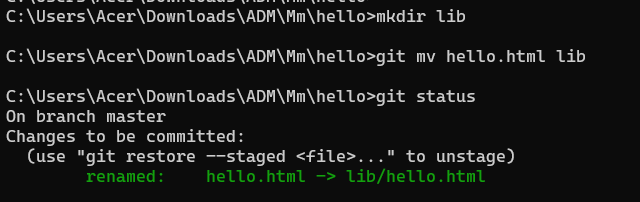 C:\Users\Acer\Downloads\ADM\Mm\hello>mkdir lib
C:\Users\Acer\Downloads\ADM\Mm\hello>git mv hello.html lib
C:\Users\Acer\Downloads\ADM\Mm\hello>git status
On branch master
Changes to be committed:
  (use "git restore --staged <file>..." to unstage)
        renamed:    hello.html -> lib/hello.html